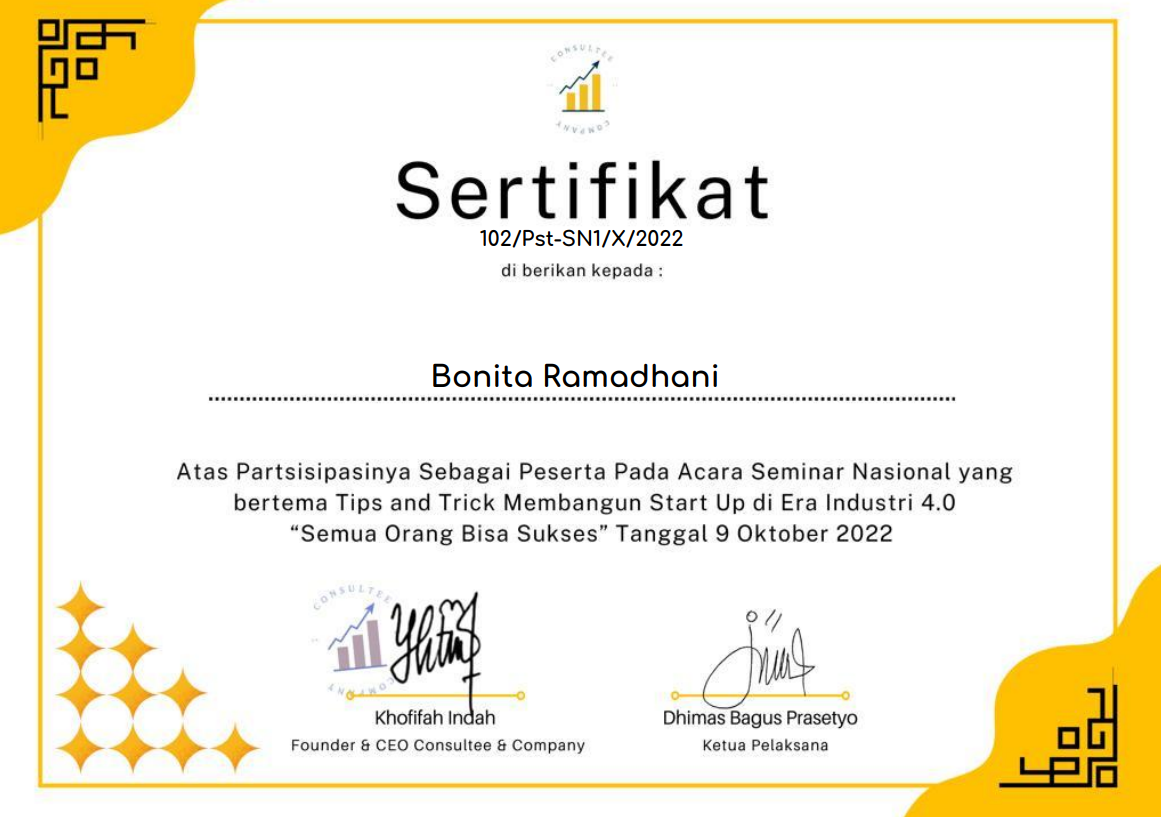 CONSULTEE
COMPANY
Sertifikat
102/Pst-SN1/X/2022
di berikan kepada :
Bonita Ramadhani
Atas Partsisipasinya Sebagai Peserta Pada Acara Seminar Nasional yang
bertema Tips and Trick Membangun Start Up di Era Industri 4.0
“Semua Orang Bisa Sukses” Tanggal 9 Oktober 2022
CONSULTEE
COMPANY
Khofifah Indah
Founder & CEO Consultee & Company
Dhimas Bagus Prasetyo
Ketua Pelaksana